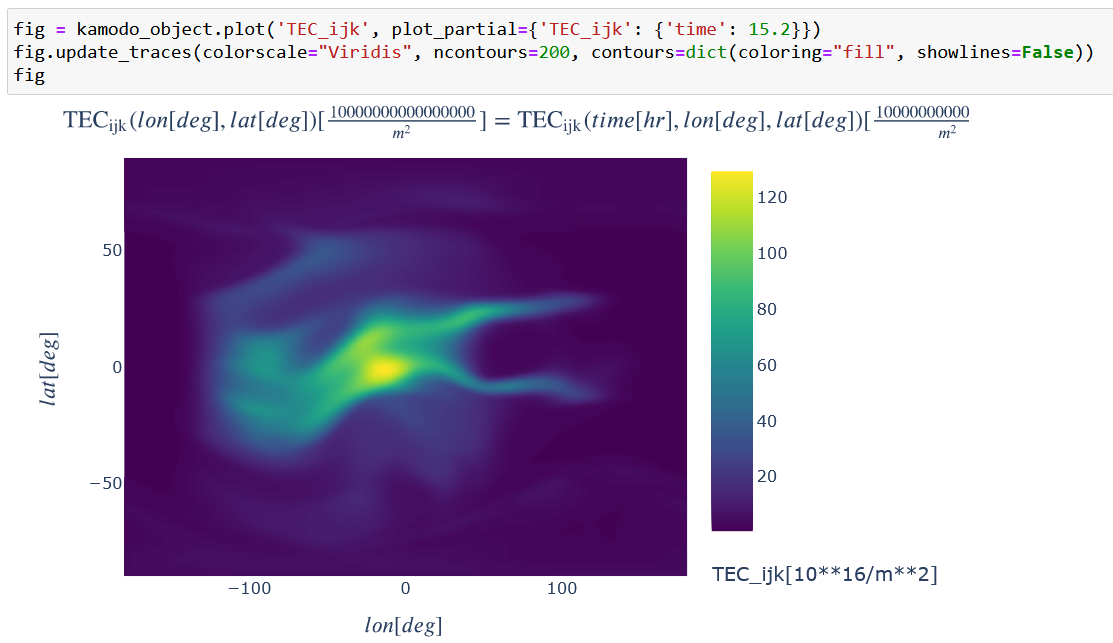 fig = kamodo_object.plot('TEC_ijk', plot_partial={'TEC_ijk': {'time': 15.2}})
fig.update_traces(colorscale="Viridis", ncontours=200, contours=dict(coloring="fill", showlines=False))
fig
TEC_ijk(lon[deg], lat[deg])[10000000000000000/m²] = TEC_ijk(time[hr], lon[deg], lat[deg])[10000000000/m²
50
0
−50
lat[deg]
−100
0
100
lon[deg]
120
100
80
60
40
20
TEC_ijk[10**16/m**2]